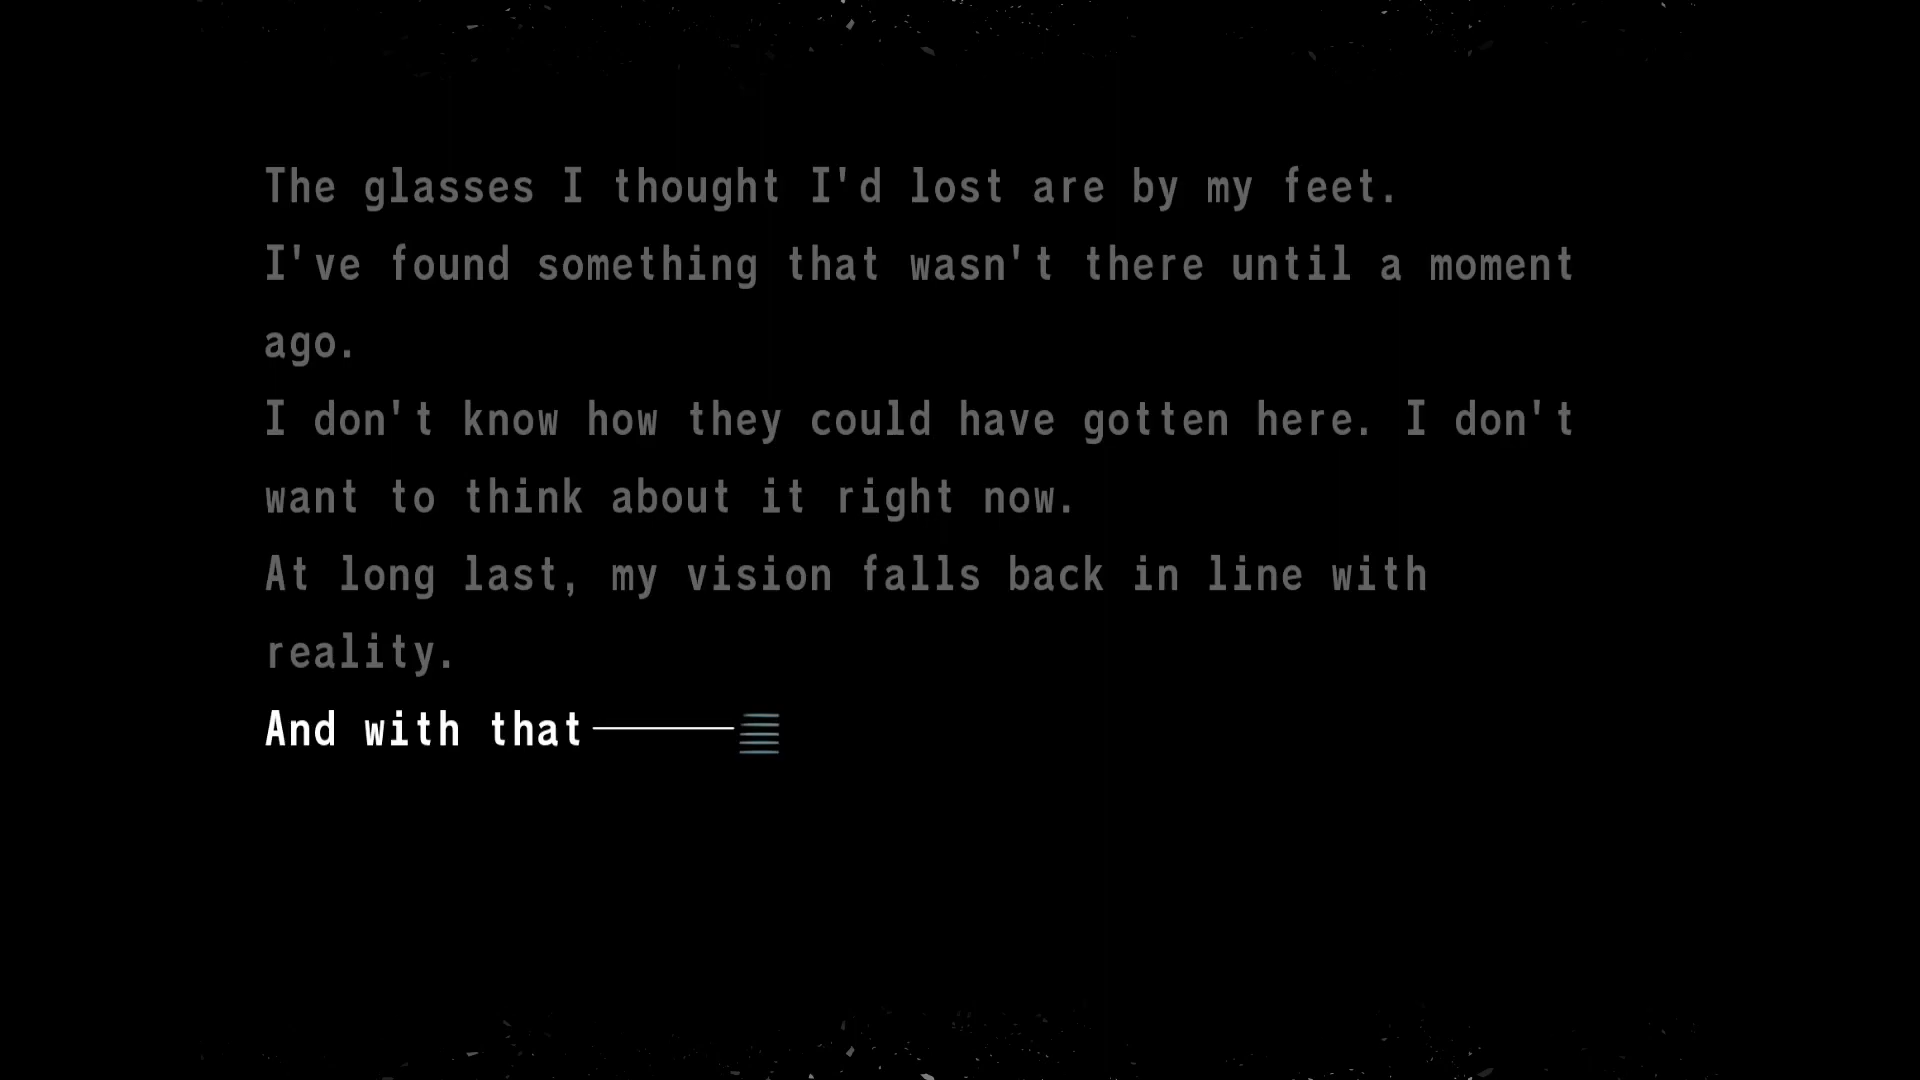 The glasses I thought I'd lost are by my feet.
I've found something that wasn't there until a moment
ago.
I don't know how they could have gotten here. I don't
want to think about it right now.
At long last, my vision falls back in line with
reality.
And with that———